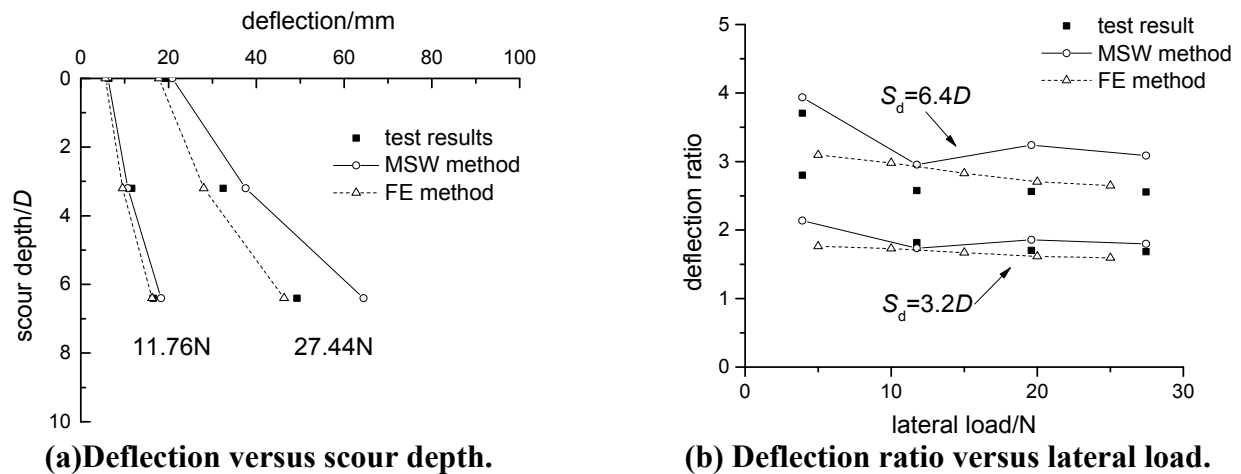 deflection/mm
0 20 40 60 80 100
0
2
4
6
8
10
scour depth/D
test results
MSW method
FE method
11.76N
27.44N
(a)Deflection versus scour depth.
test result
MSW method
FE method
5
4
3
2
1
0
deflection ratio
Sd=6.4D
Sd=3.2D
0 10 20 30
lateral load/N
(b) Deflection ratio versus lateral load.